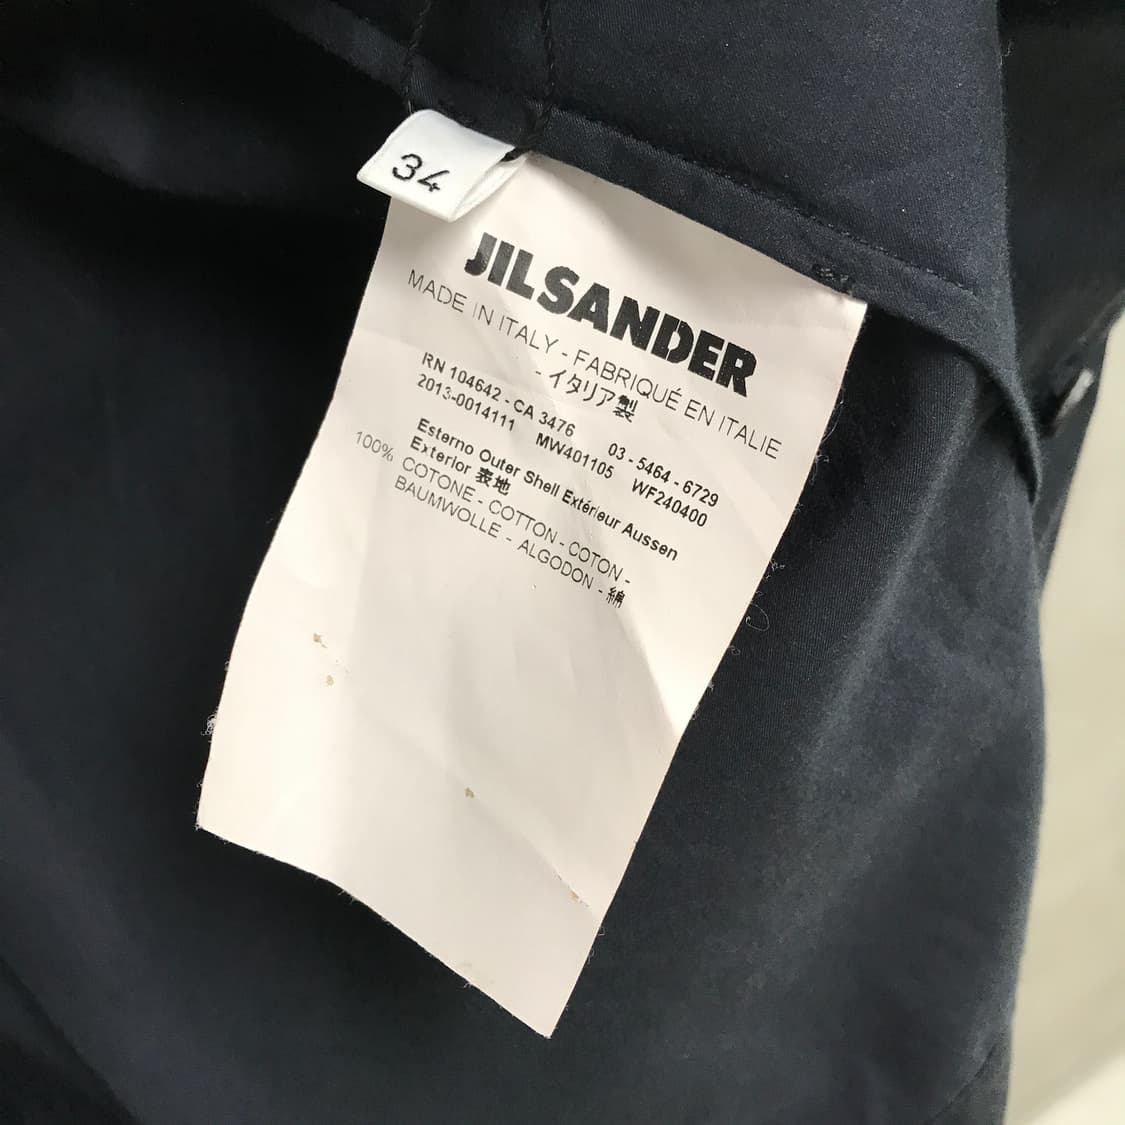 34
JIL SANDER
MADE IN ITALY - FABRIQUÉ EN ITALIE
- イタリア製
RN 104642 - CA 3476 03 - 5464 - 6729
2013-0014111 MW401105 WF240400
Esterno Outer Shell Extérieur Aussen
Exterior 表地
100% COTONE - COTTON - COTON -
BAUMWOLLE - ALGODON - 綿